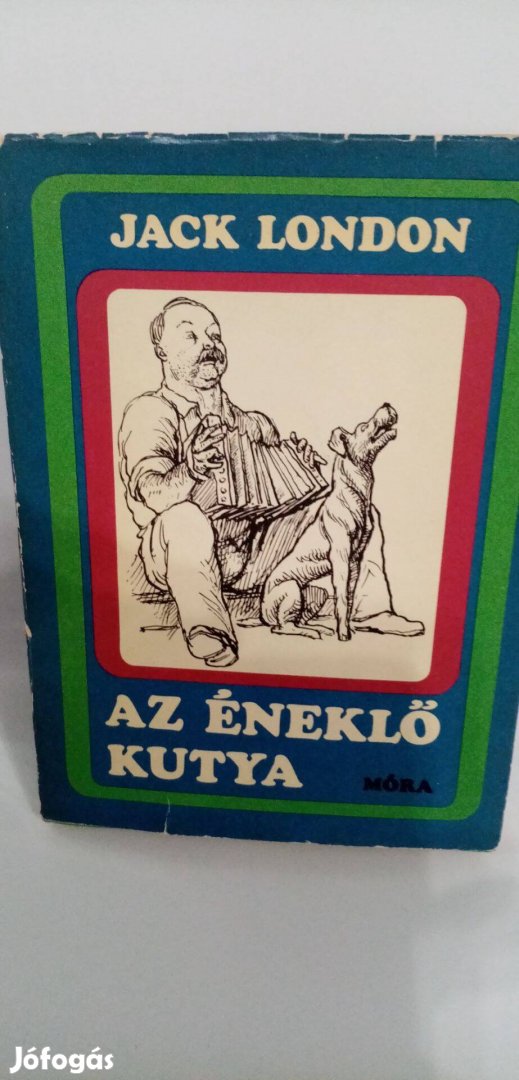 JACK LONDON
AZ ÉNEKLŐ
KUTYA
MÓRA
Jófogás